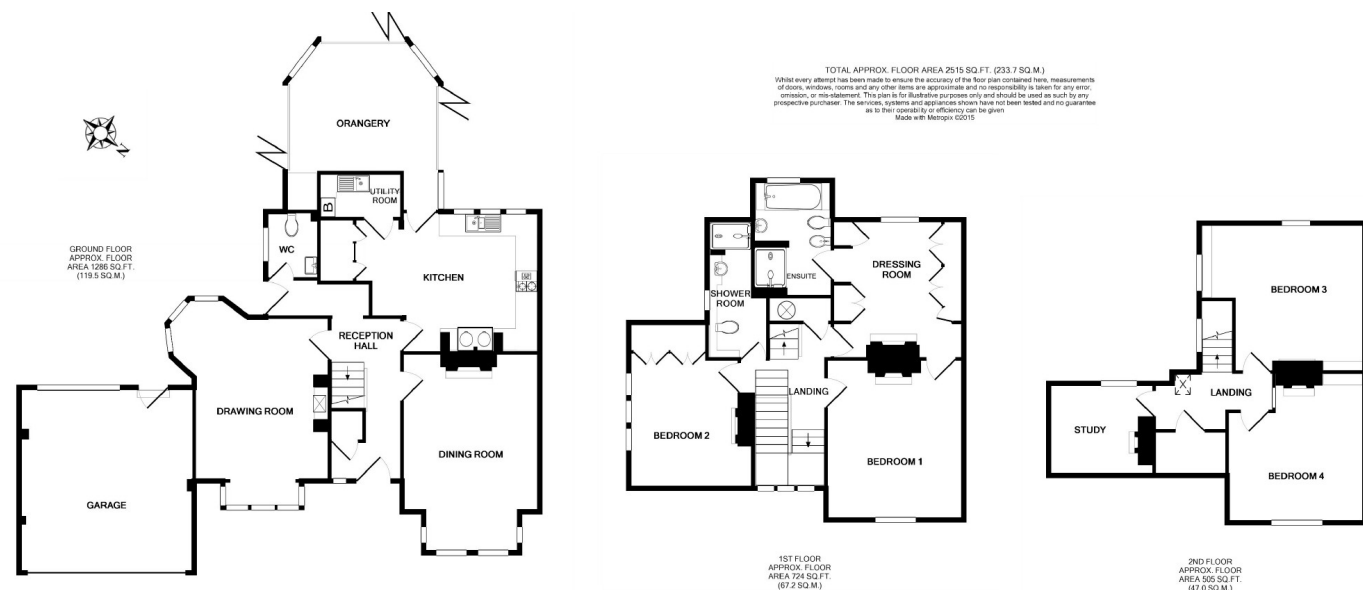 TOTAL APPROX. FLOOR AREA 2515 SQ.FT. (233.7 SQ.M.)
Whilst every attempt has been made to ensure the accuracy of the floor plan contained here, measurements
of doors, windows, rooms and any other items are approximate and no responsibility is taken for any error,
omission, or mis-statement. This plan is for illustrative purposes only and should be used as such by any
prospective purchaser. The services, systems and appliances shown have not been tested and no guarantee
as to their operability or efficiency can be given
Made with Metropix ©2015
N
ORANGERY
UTILITY
ROOM
B
WC
KITCHEN
GROUND FLOOR
APPROX. FLOOR
AREA 1286 SQ.FT.
(119.5 SQ.M.)
RECEPTION
HALL
DRAWING ROOM
DINING ROOM
GARAGE
ENSUITE
DRESSING
ROOM
SHOWER
ROOM
LANDING
BEDROOM 2
BEDROOM 1
1ST FLOOR
APPROX. FLOOR
AREA 724 SQ.FT.
(67.2 SQ.M.)
BEDROOM 3
LANDING
STUDY
BEDROOM 4
2ND FLOOR
APPROX. FLOOR
AREA 505 SQ.FT.
(47.0 SQ.M.)